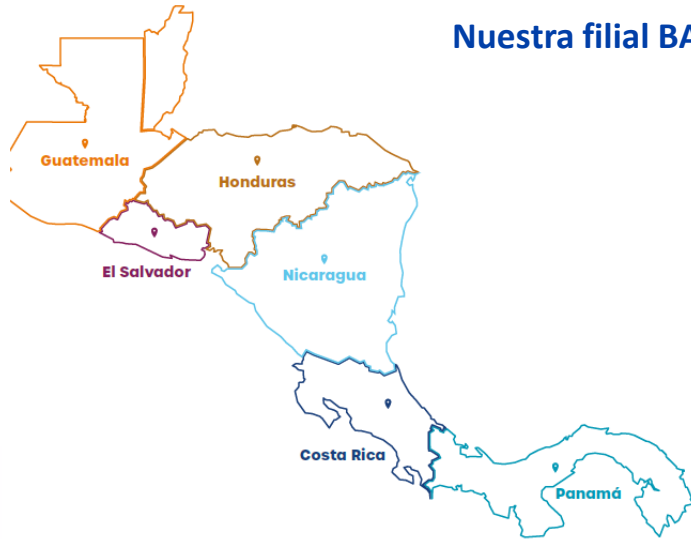 Nuestra filial BA
Guatemala
Honduras
El Salvador
Nicaragua
Costa Rica
Panamá